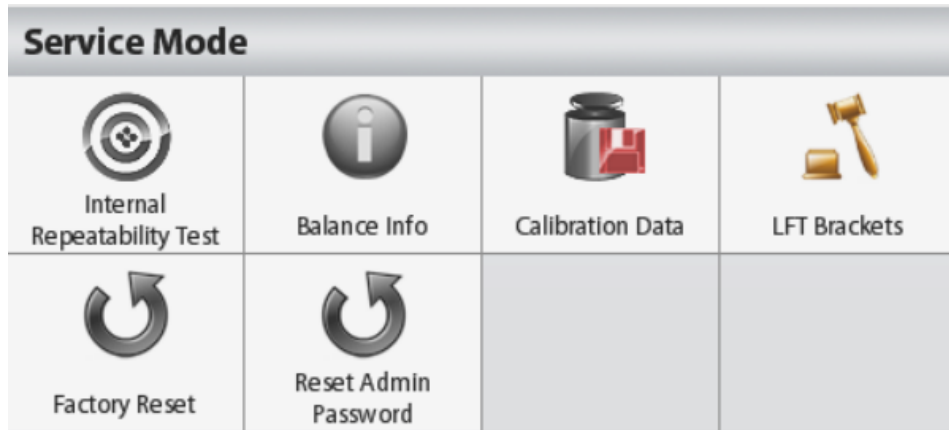 Service Mode
Internal
Repeatability Test
Balance Info
Calibration Data
LFT Brackets
Factory Reset
Reset Admin
Password